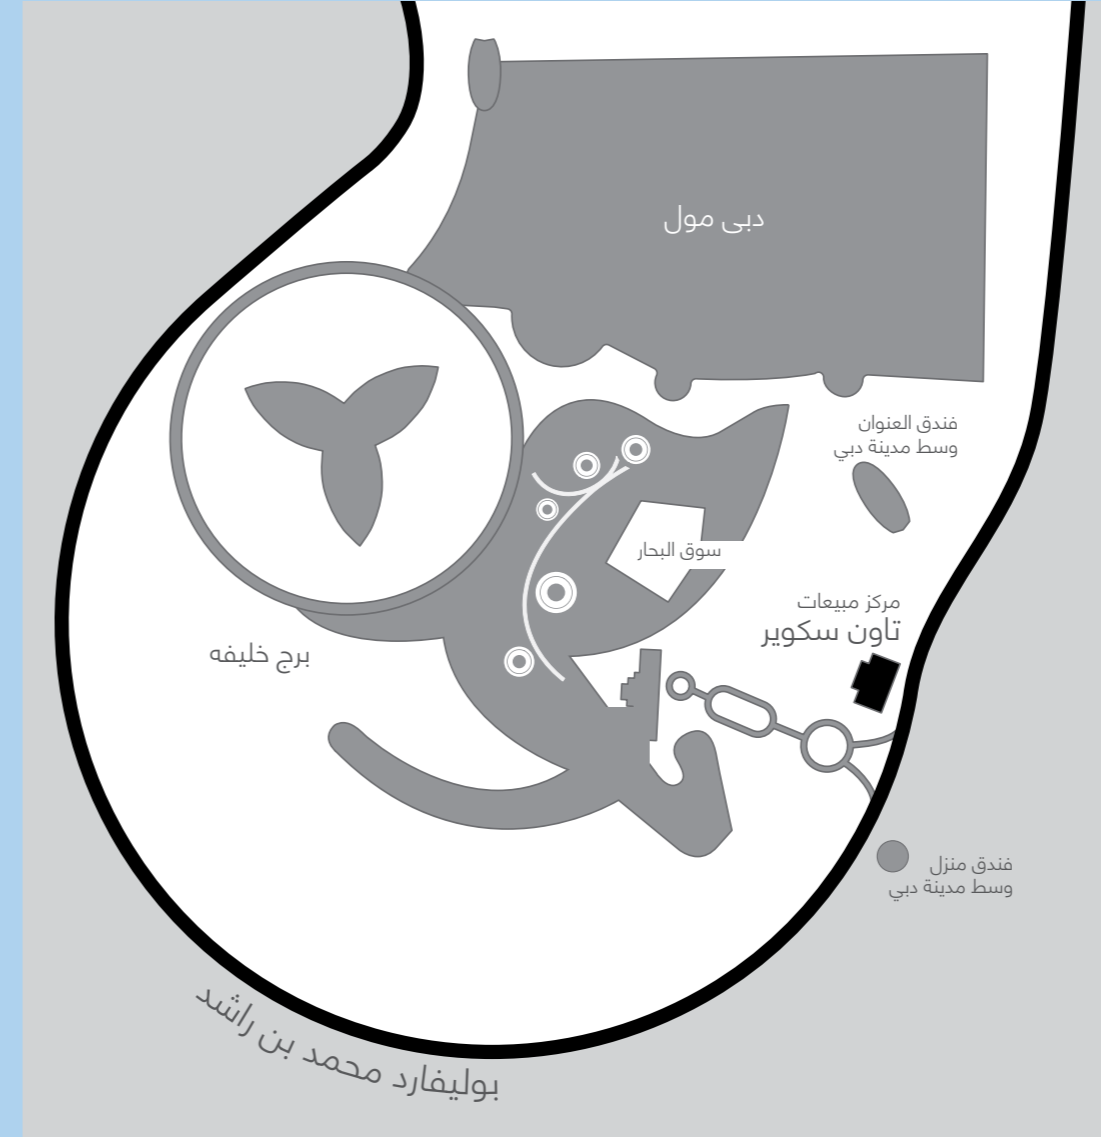 دبى مول
فندق العنوان
وسط مدينة دبي
سوق البحار
مركز مبيعات
تاون سكوير
برج خليفه
فندق منزل
وسط مدينة دبي
بوليفارد محمد بن راشد